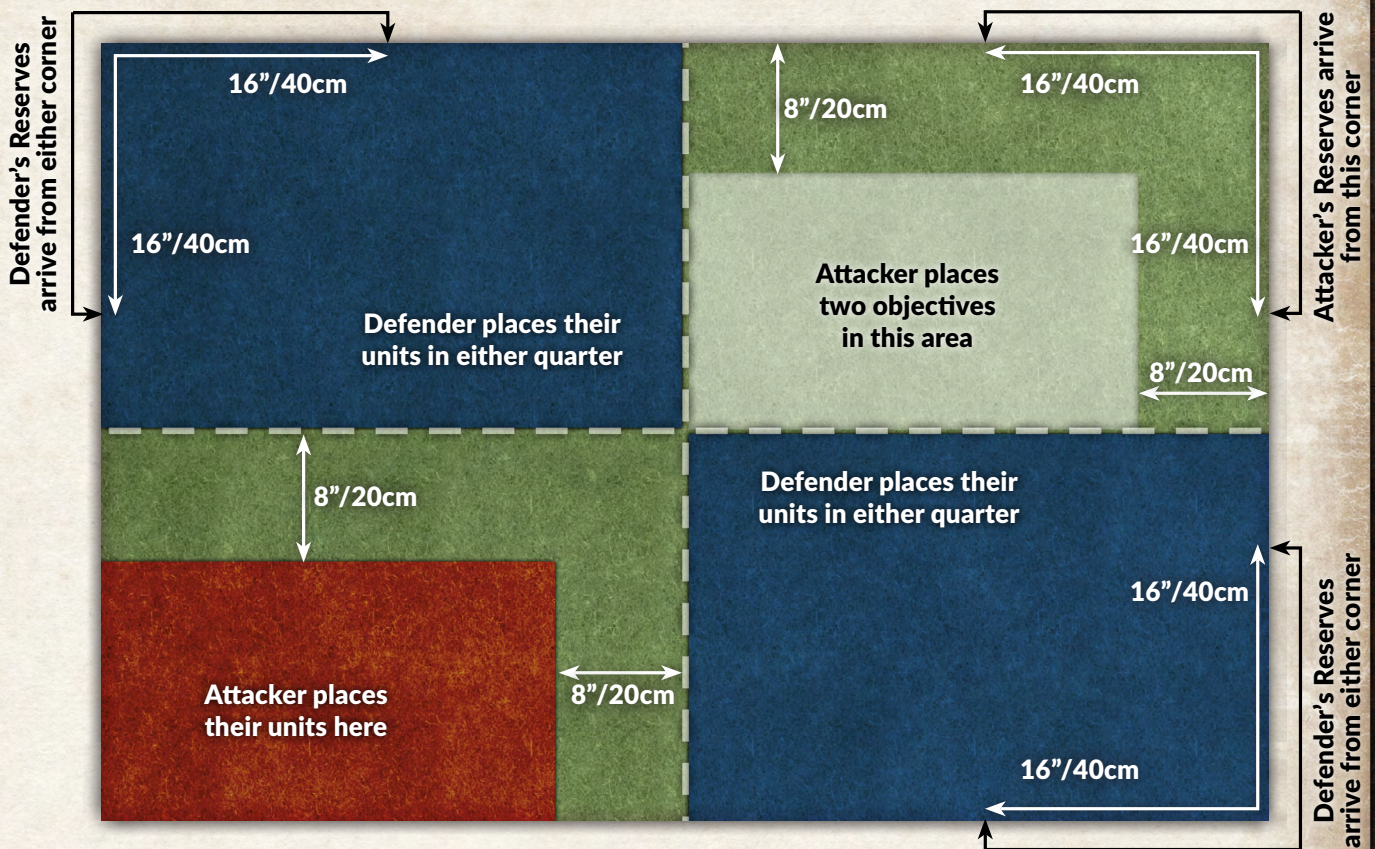 Defender’s Reserves
arrive from either corner
16”/40cm
16”/40cm
Defender places their
units in either quarter
8”/20cm
16”/40cm
16”/40cm
Attacker’s Reserves arrive
from this corner
Attacker places
two objectives
in this area
8”/20cm
8”/20cm
Attacker places
their units here
8”/20cm
Defender places their
units in either quarter
16”/40cm
16”/40cm
Defender’s Reserves
arrive from either corner